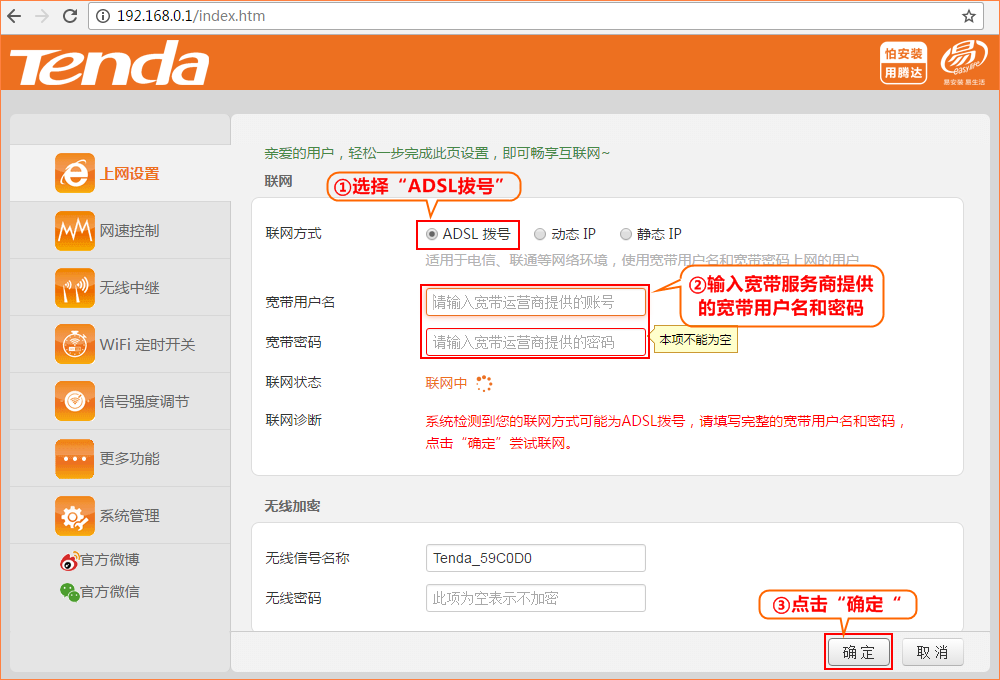 192.168.0.1/index.htm
Tenda
怕安装
用腾达
易
easylife
易安装 易生活
亲爱的用户，轻松一步完成此页设置，即可畅享互联网~
联网
①选择“ADSL拨号”
上网设置
网速控制
无线中继
WiFi 定时开关
信号强度调节
更多功能
系统管理
官方微博
官方微信
联网方式
ADSL 拨号
动态 IP
静态 IP
适用于电信、联通等网络环境，使用宽带用户名和宽带密码上网的用户
②输入宽带服务商提供
的宽带用户名和密码
宽带用户名
请输入宽带运营商提供的账号
宽带密码
请输入宽带运营商提供的密码
本项不能为空
联网状态
联网中
联网诊断
系统检测到您的联网方式可能为ADSL拨号，请填写完整的宽带用户名和密码，
点击“确定”尝试联网。
无线加密
无线信号名称
Tenda_59C0D0
无线密码
此项为空表示不加密
③点击“确定“
确 定
取 消